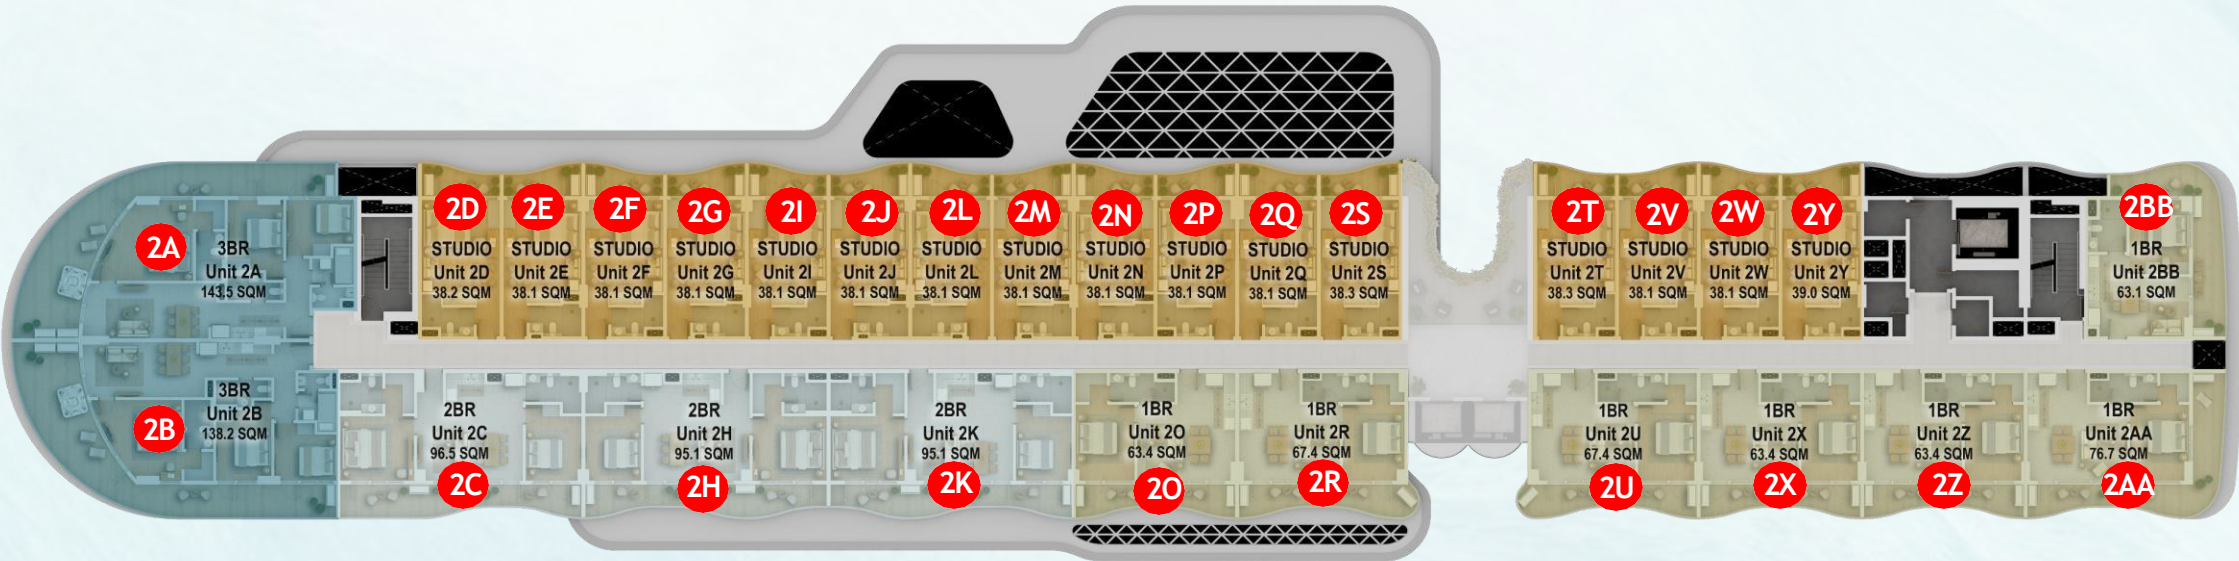 2A
3BR
Unit 2A
143.5 SQM
2D
STUDIO
Unit 2D
38.2 SQM
2E
STUDIO
Unit 2E
38.1 SQM
2F
STUDIO
Unit 2F
38.1 SQM
2G
STUDIO
Unit 2G
38.1 SQM
2I
STUDIO
Unit 2I
38.1 SQM
2J
STUDIO
Unit 2J
38.1 SQM
2L
STUDIO
Unit 2L
38.1 SQM
2M
STUDIO
Unit 2M
38.1 SQM
2N
STUDIO
Unit 2N
38.1 SQM
2P
STUDIO
Unit 2P
38.1 SQM
2Q
STUDIO
Unit 2Q
38.1 SQM
2S
STUDIO
Unit 2S
38.3 SQM
2T
STUDIO
Unit 2T
38.3 SQM
2V
STUDIO
Unit 2V
38.1 SQM
2W
STUDIO
Unit 2W
38.1 SQM
2Y
STUDIO
Unit 2Y
39.0 SQM
2BB
1BR
Unit 2BB
63.1 SQM
2B
3BR
Unit 2B
138.2 SQM
2BR
Unit 2C
96.5 SQM
2C
2BR
Unit 2H
95.1 SQM
2H
2BR
Unit 2K
95.1 SQM
2K
1BR
Unit 2O
63.4 SQM
2O
1BR
Unit 2R
67.4 SQM
2R
1BR
Unit 2U
67.4 SQM
2U
1BR
Unit 2X
63.4 SQM
2X
1BR
Unit 2Z
63.4 SQM
2Z
1BR
Unit 2AA
76.7 SQM
2AA